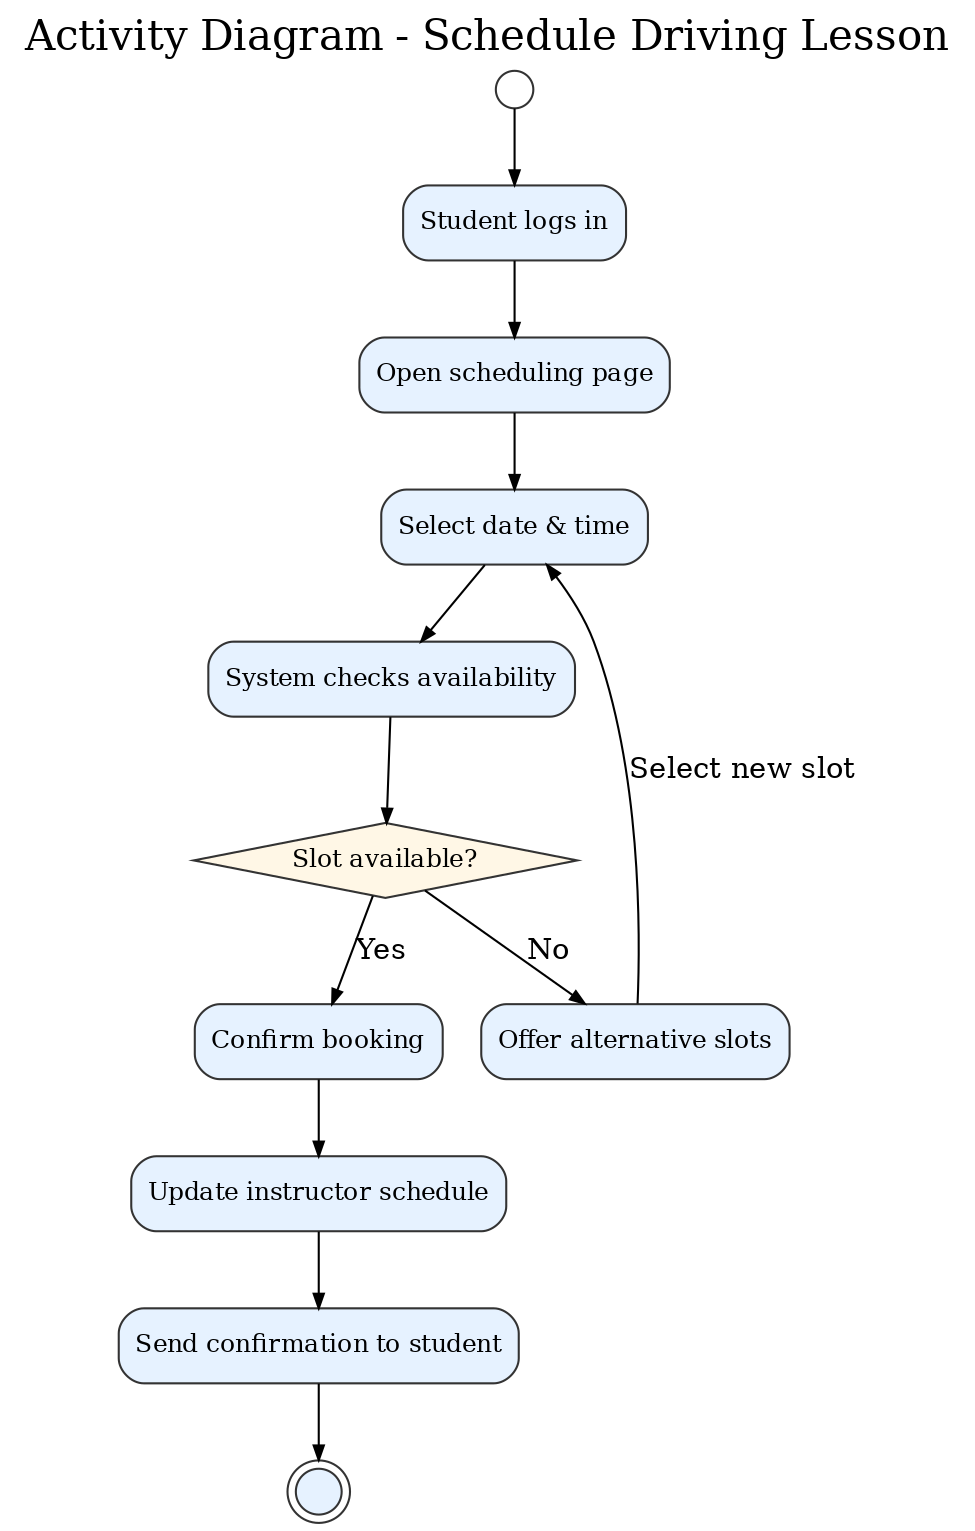 Activity Diagram - Schedule Driving Lesson
Student logs in
Open scheduling page
Select date & time
System checks availability
Select new slot
Slot available?
Yes
No
Confirm booking
Offer alternative slots
Update instructor schedule
Send confirmation to student